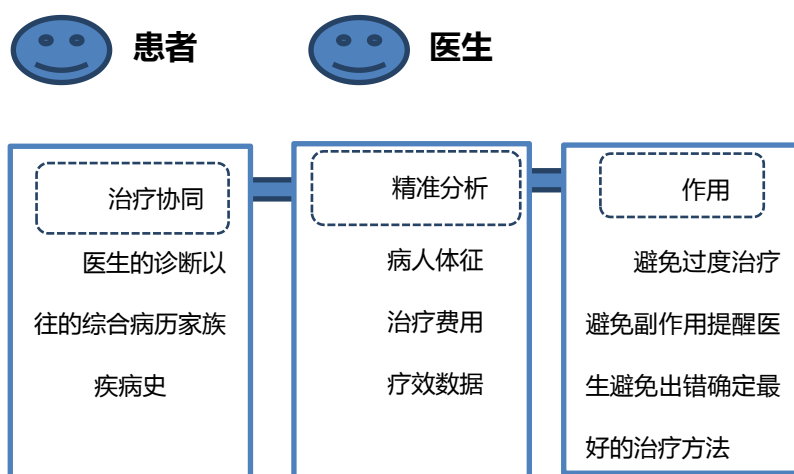 患者
医生
治疗协同
医生的诊断以
往的综合病历家族
疾病史
精准分析
病人体征
治疗费用
疗效数据
作用
避免过度治疗
避免副作用提醒医
生避免出错确定最
好的治疗方法